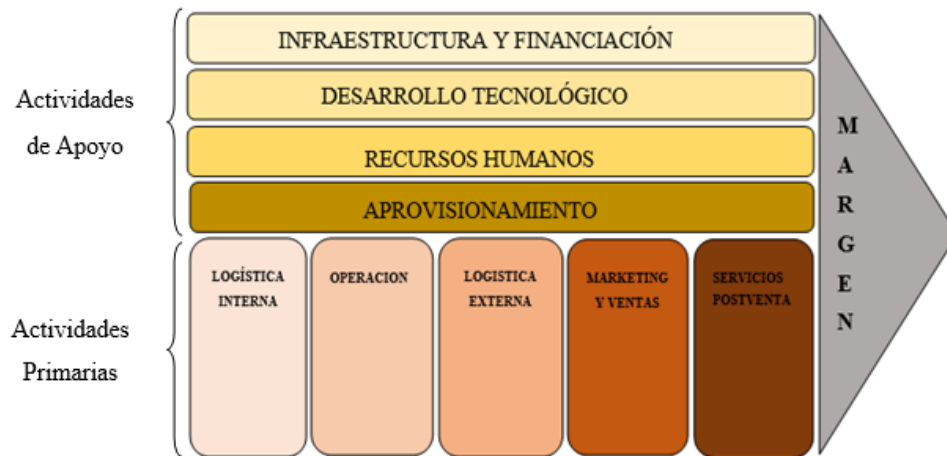 INFRAESTRUCTURA Y FINANCIACIÓN
DESARROLLO TECNOLÓGICO
RECURSOS HUMANOS
APROVISIONAMIENTO
Actividades
de Apoyo
LOGÍSTICA
INTERNA
OPERACION
LOGISTICA
EXTERNA
MARKETING
Y VENTAS
SERVICIOS
POSTVENTA
Actividades
Primarias
M
A
R
G
E
N